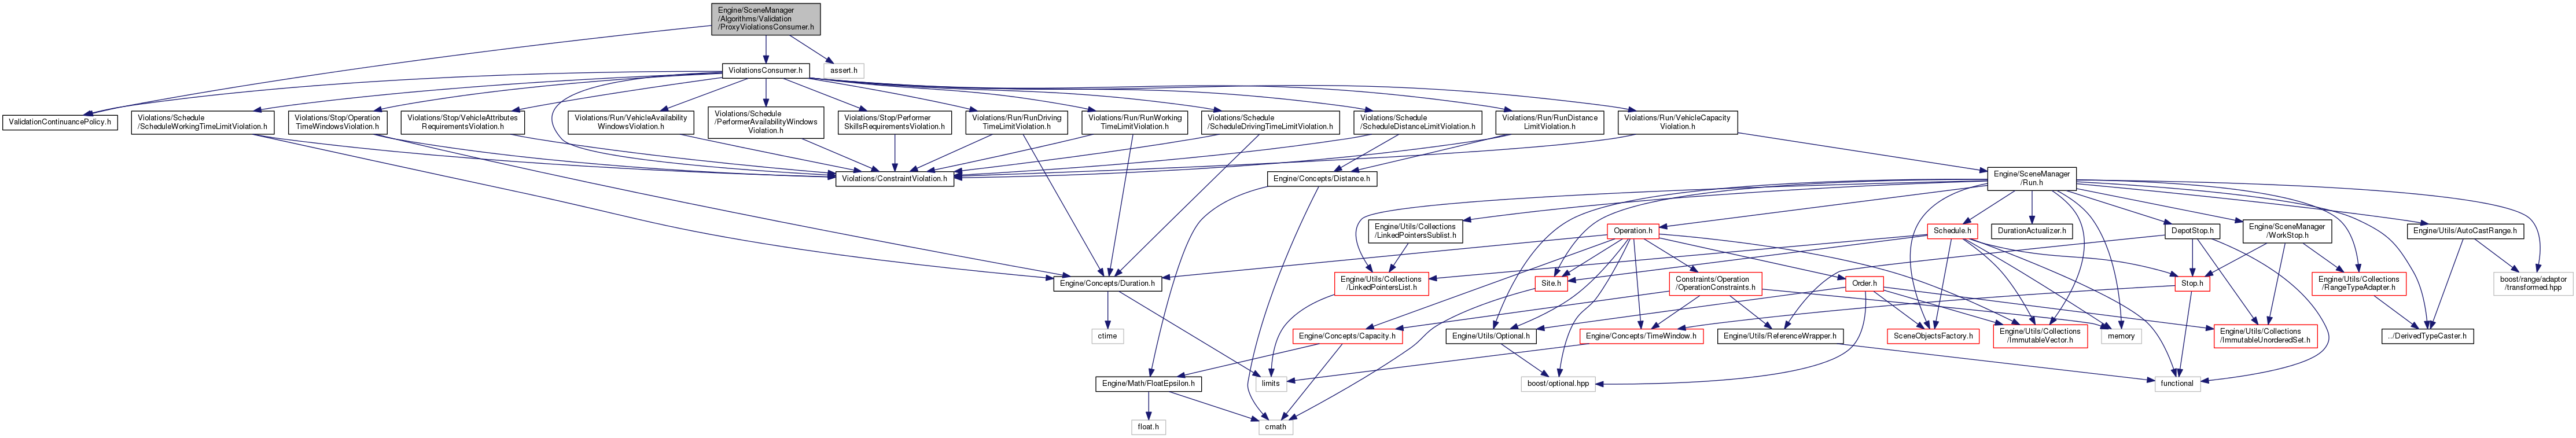 Engine/SceneManager
/Algorithms/Validation
/ProxyViolationsConsumer.h
ViolationsConsumer.h
assert.h
ValidationContinuancePolicy.h
Violations/Schedule
/ScheduleWorkingTimeLimitViolation.h
Violations/Stop/Operation
TimeWindowsViolation.h
Violations/Stop/VehicleAttributes
RequirementsViolation.h
Violations/Run/VehicleAvailability
WindowsViolation.h
Violations/Schedule
/PerformerAvailabilityWindows
Violation.h
Violations/Stop/Performer
SkillsRequirementsViolation.h
Violations/Run/RunDriving
TimeLimitViolation.h
Violations/Run/RunWorking
TimeLimitViolation.h
Violations/Schedule
/ScheduleDrivingTimeLimitViolation.h
Violations/Schedule
/ScheduleDistanceLimitViolation.h
Violations/Run/RunDistance
LimitViolation.h
Violations/Run/VehicleCapacity
Violation.h
Violations/ConstraintViolation.h
Engine/Concepts/Distance.h
Engine/SceneManager
/Run.h
Engine/Utils/Collections
/LinkedPointersSublist.h
Operation.h
Schedule.h
DurationActualizer.h
DepotStop.h
Engine/SceneManager
/WorkStop.h
Engine/Utils/AutoCastRange.h
Engine/Concepts/Duration.h
Engine/Utils/Collections
/LinkedPointersList.h
Site.h
Constraints/Operation
/OperationConstraints.h
Order.h
Stop.h
Engine/Utils/Collections
/RangeTypeAdapter.h
boost/range/adaptor
/transformed.hpp
ctime
Engine/Concepts/Capacity.h
Engine/Utils/Optional.h
Engine/Concepts/TimeWindow.h
Engine/Utils/ReferenceWrapper.h
SceneObjectsFactory.h
Engine/Utils/Collections
/ImmutableVector.h
memory
Engine/Utils/Collections
/ImmutableUnorderedSet.h
../DerivedTypeCaster.h
Engine/Math/FloatEpsilon.h
limits
boost/optional.hpp
functional
float.h
cmath